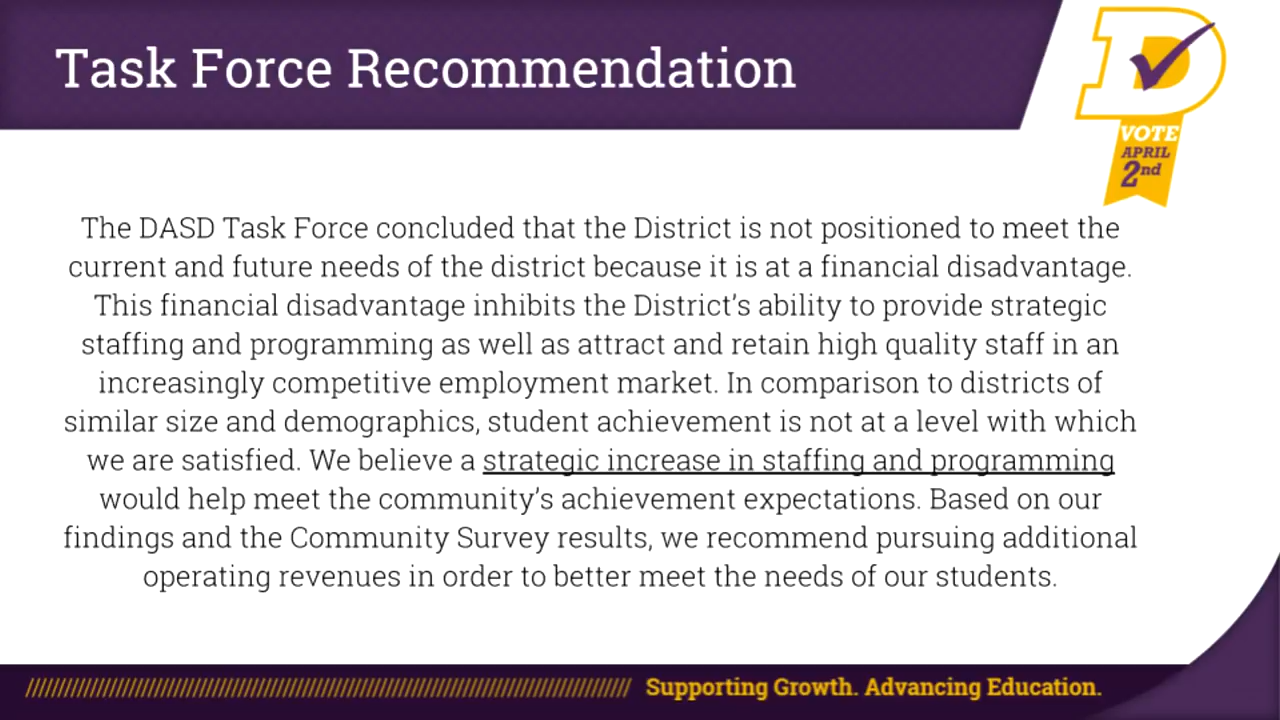 Task Force Recommendation
D
VOTE
APRIL
2nd
The DASD Task Force concluded that the District is not positioned to meet the
current and future needs of the district because it is at a financial disadvantage.
This financial disadvantage inhibits the District's ability to provide strategic
staffing and programming as well as attract and retain high quality staff in an
increasingly competitive employment market. In comparison to districts of
similar size and demographics, student achievement is not at a level with which
we are satisfied. We believe a strategic increase in staffing and programming
would help meet the community's achievement expectations. Based on our
findings and the Community Survey results, we recommend pursuing additional
operating revenues in order to better meet the needs of our students.
Supporting Growth. Advancing Education.